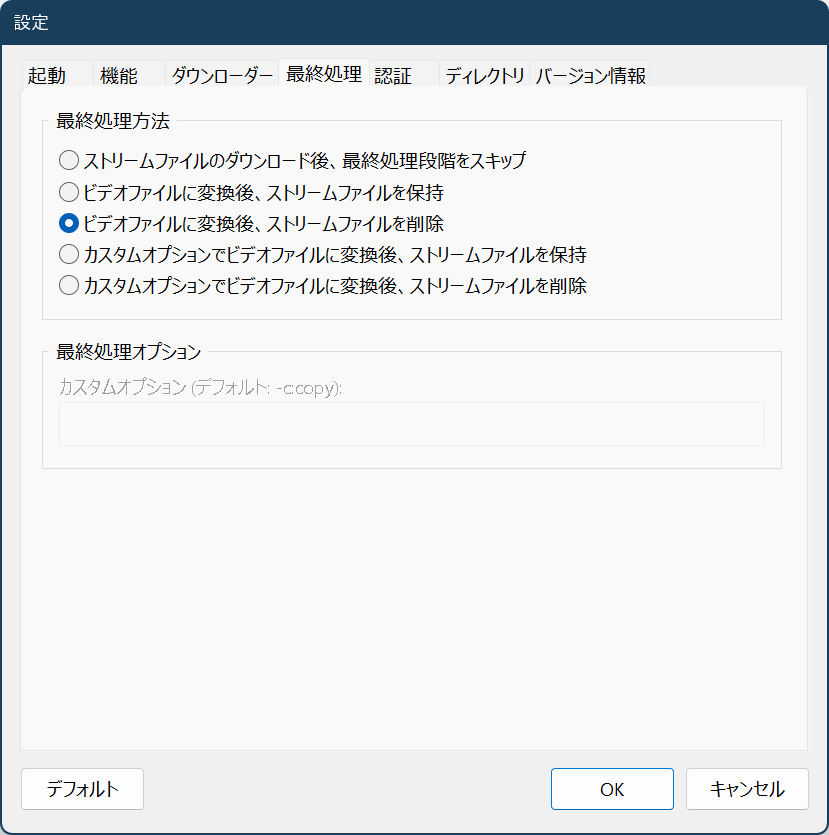 設定
起動 機能 ダウンローダー 最終処理 認証 ディレクトリ バージョン情報
最終処理方法
ストリームファイルのダウンロード後、最終処理段階をスキップ
ビデオファイルに変換後、ストリームファイルを保持
ビデオファイルに変換後、ストリームファイルを削除
カスタムオプションでビデオファイルに変換後、ストリームファイルを保持
カスタムオプションでビデオファイルに変換後、ストリームファイルを削除
最終処理オプション
カスタムオプション (デフォルト: -c:copy):
デフォルト OK キャンセル